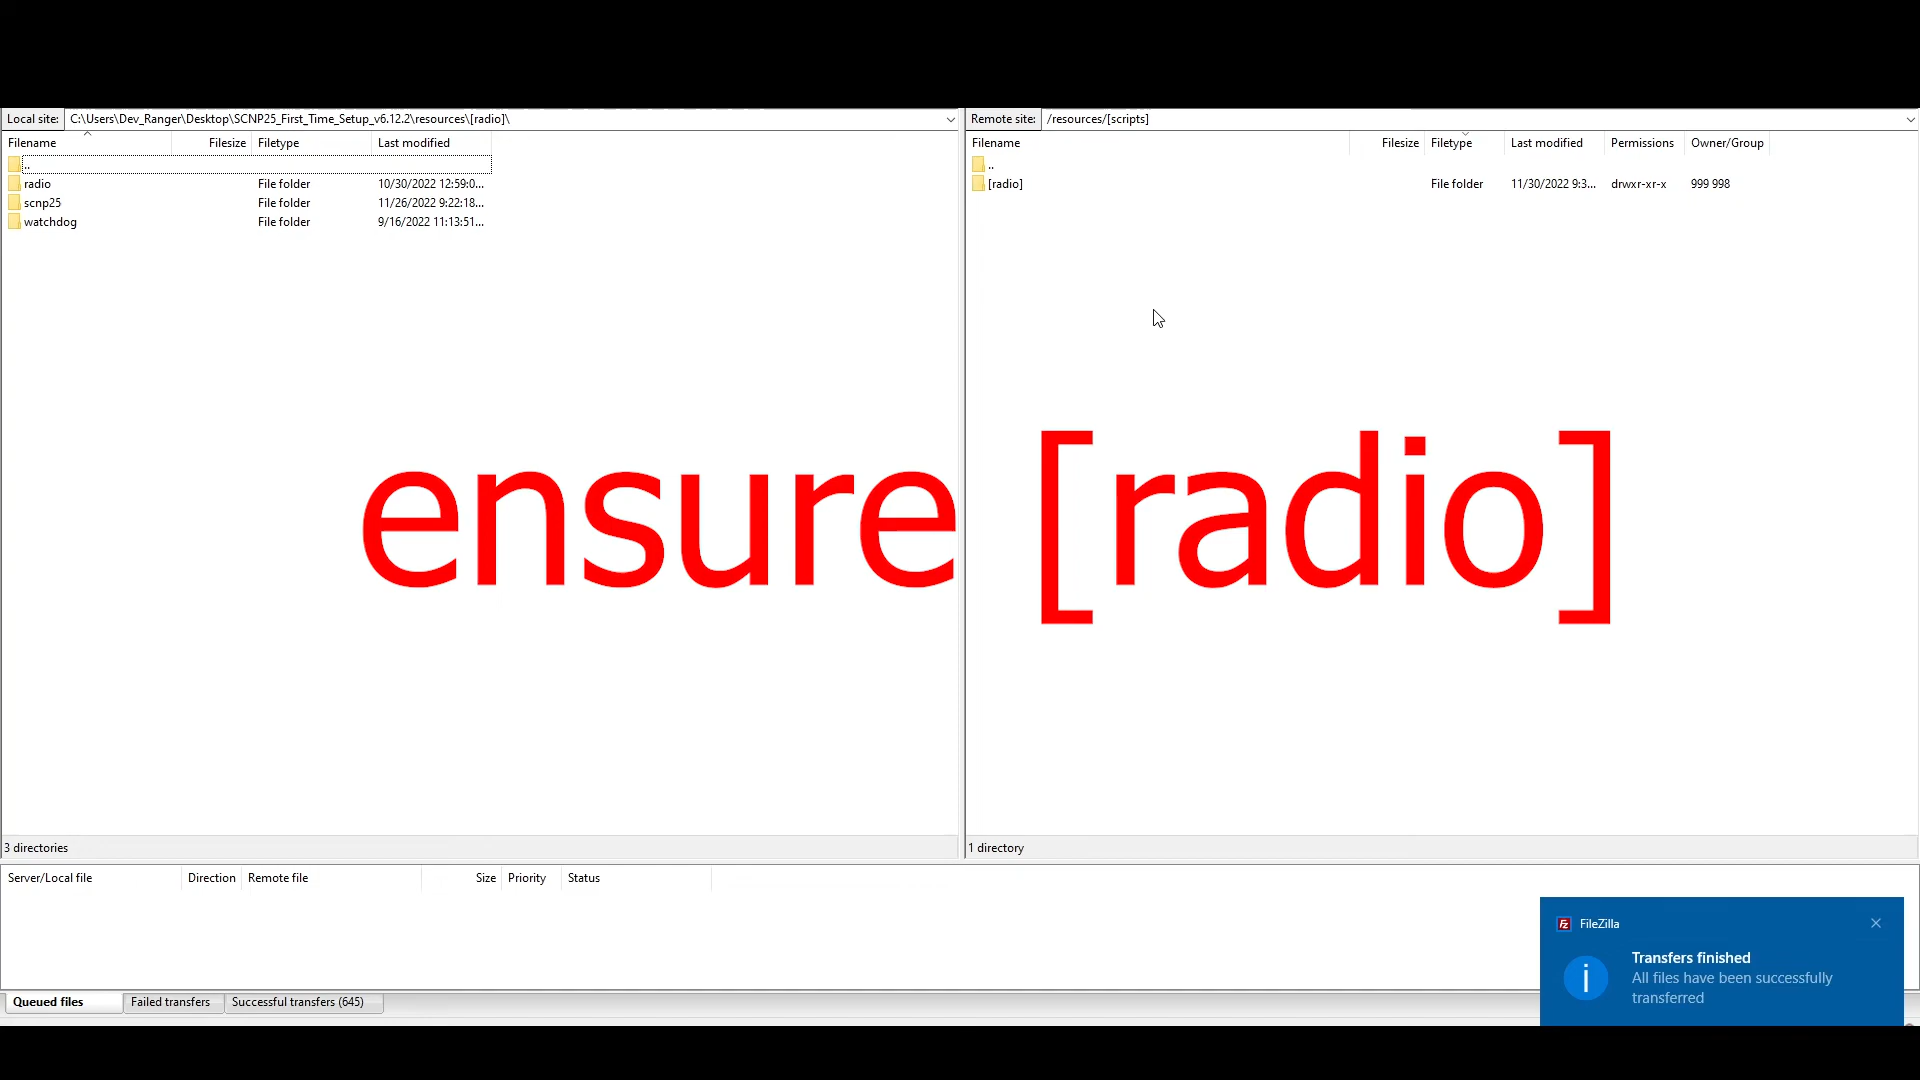 Local site: C:\Users\Dev_Ranger\Desktop\SCNP25_First_Time_Setup_v6.12.2\resources\[radio]\
Filename Filesize Filetype Last modified
..
radio File folder 10/30/2022 12:59:0...
scnp25 File folder 11/26/2022 9:22:18...
watchdog File folder 9/16/2022 11:13:51...
3 directories
Remote site: /resources/[scripts]
Filename Filesize Filetype Last modified Permissions Owner/Group
..
[radio] File folder 11/30/2022 9:3... drwxr-xr-x 999 998
1 directory
ensure [radio]
Server/Local file Direction Remote file Size Priority Status
FileZilla
Transfers finished
All files have been successfully
transferred
Queued files Failed transfers Successful transfers (645)